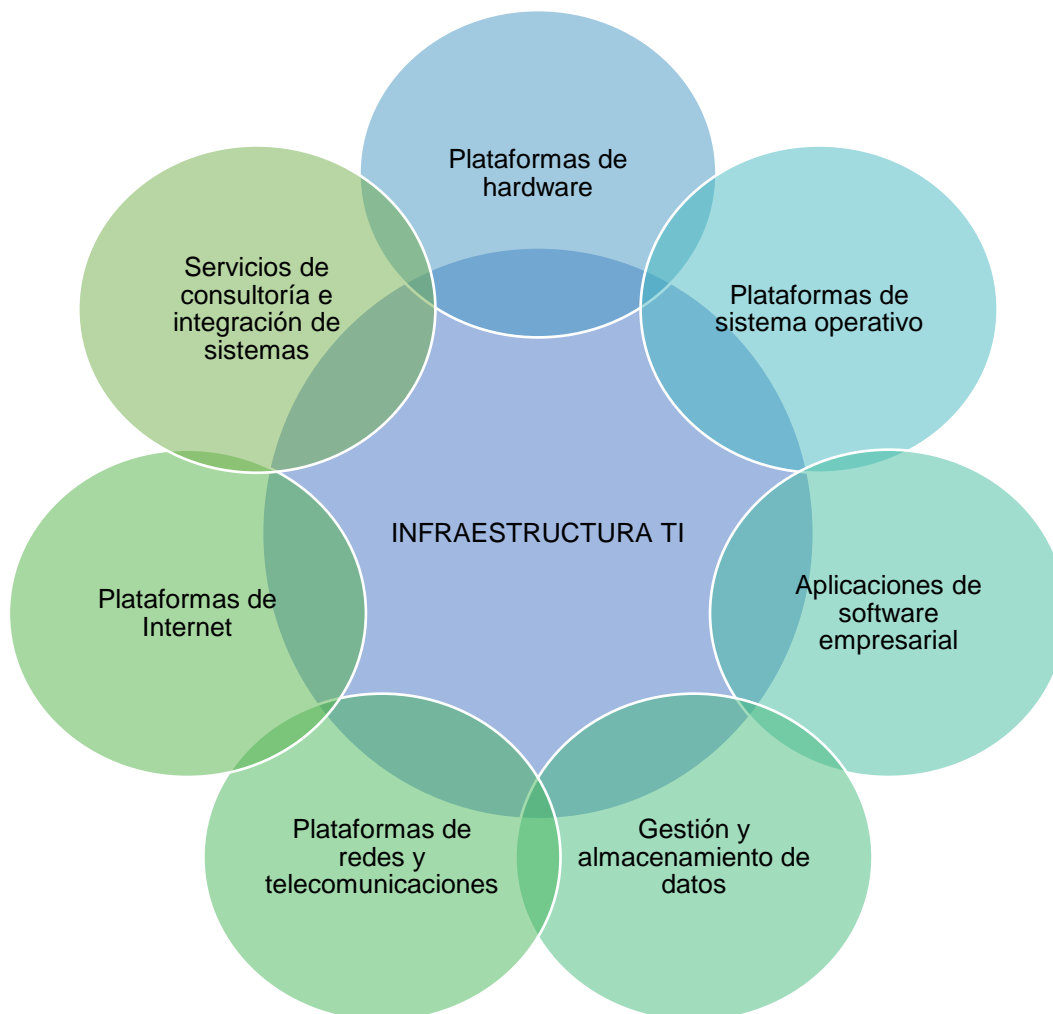 Plataformas de
hardware
Plataformas de
sistema operativo
Aplicaciones de
software
empresarial
Gestión y
almacenamiento de
datos
Plataformas de
redes y
telecomunicaciones
Plataformas de
Internet
Servicios de
consultoría e
integración de
sistemas
INFRAESTRUCTURA TI